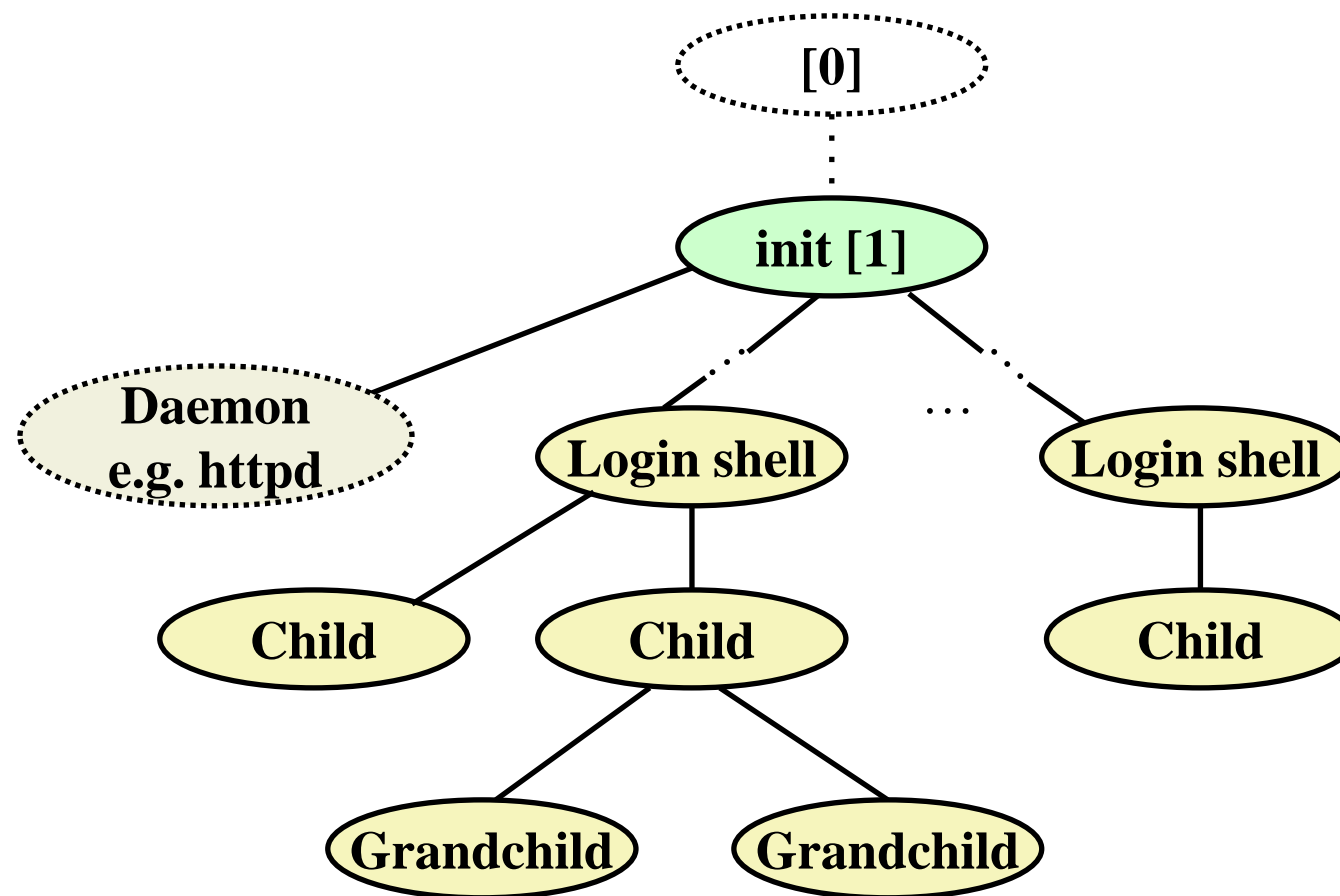 [0]
init [1]
Daemon
e.g. httpd
Login shell
...
Login shell
Child
Child
Child
Grandchild
Grandchild